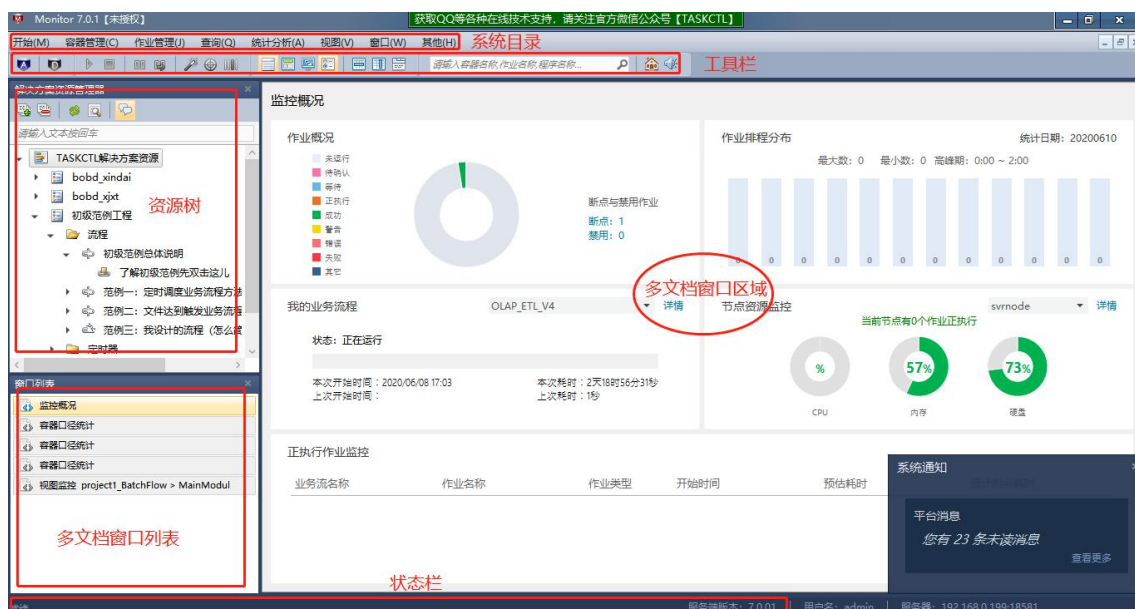 Monitor 7.0.1【未授权】
获取QQ等各种在线技术支持，请关注官方微信公众号【TASKCTL】
开始(M) 容器管理(C) 作业管理(J) 查询(Q) 统计分析(A) 视图(V) 窗口(W) 其他(H) 系统目录
请输入容器名称,作业名称,程序名称... 工具栏
解决方案资源管理器
请输入文本按回车
TASKCTL解决方案资源
bobd_xindai
bobd_xjxt
资源树
初级范例工程
流程
初级范例总体说明
了解初级范例先双击这儿
范例一：定时调度业务流程方法
范例二：文件达到触发业务流程
范例三：我设计的流程（怎么
定时器
窗口列表
监控概况
容器口径统计
容器口径统计
容器口径统计
视图监控 project1_BatchFlow > MainModul
多文档窗口列表
监控概况
作业概况
未运行
待确认
等待
正执行
成功
警告
错误
失败
其它
断点与禁用作业
断点: 1
禁用: 0
作业排程分布
统计日期: 20200610
最大数: 0 最小数: 0 高峰期: 0:00 ~ 2:00
0 0 0 0 0 0 0 0 0 0 0 0
多文档窗口区域
我的业务流程 OLAP_ETL_V4 详情
状态: 正在运行
本次开始时间：2020/06/08 17:03 本次耗时：2天18时56分31秒
上次开始时间： 上次耗时：1秒
节点资源监控 svrnode 详情
当前节点有0个作业正执行
% 57% 73%
CPU 内存 硬盘
正执行作业监控
业务流名称 作业名称 作业类型 开始时间 预估耗时
系统通知
平台消息
您有 23 条未读消息
查看更多
状态栏
服务端版本: 7.0.01 用户名: admin 服务器: 192.168.0.199:18581